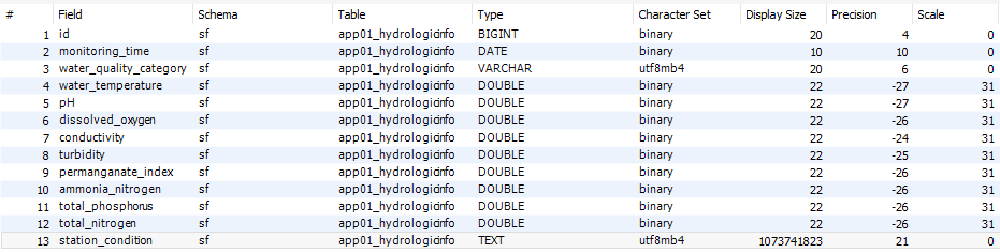 # Field Schema Table Type Character Set Display Size Precision Scale
1 id sf app01_hydrologicinfo BIGINT binary 20 4 0
2 monitoring_time sf app01_hydrologicinfo DATE binary 10 10 0
3 water_quality_category sf app01_hydrologicinfo VARCHAR utf8mb4 20 6 0
4 water_temperature sf app01_hydrologicinfo DOUBLE binary 22 -27 31
5 pH sf app01_hydrologicinfo DOUBLE binary 22 -27 31
6 dissolved_oxygen sf app01_hydrologicinfo DOUBLE binary 22 -26 31
7 conductivity sf app01_hydrologicinfo DOUBLE binary 22 -24 31
8 turbidity sf app01_hydrologicinfo DOUBLE binary 22 -25 31
9 permanganate_index sf app01_hydrologicinfo DOUBLE binary 22 -26 31
10 ammonia_nitrogen sf app01_hydrologicinfo DOUBLE binary 22 -26 31
11 total_phosphorus sf app01_hydrologicinfo DOUBLE binary 22 -26 31
12 total_nitrogen sf app01_hydrologicinfo DOUBLE binary 22 -26 31
13 station_condition sf app01_hydrologicinfo TEXT utf8mb4 1073741823 21 0